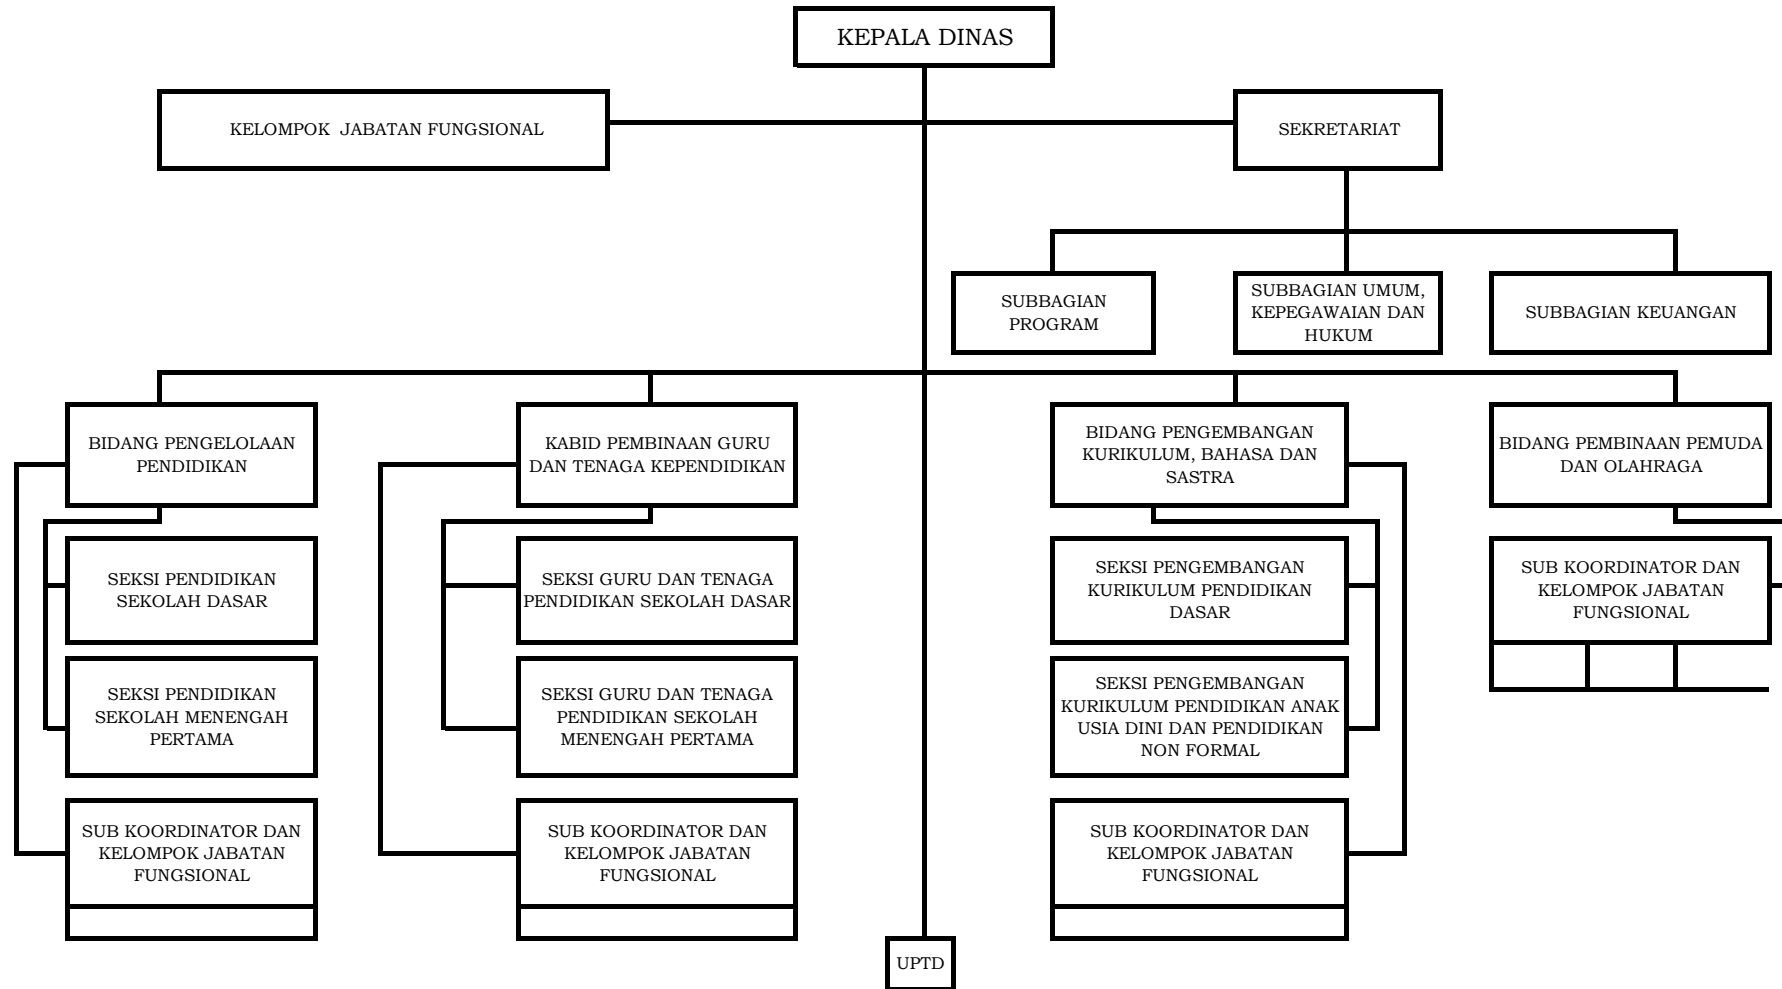 KEPALA DINAS
KELOMPOK JABATAN FUNGSIONAL
SEKRETARIAT
SUBBAGIAN
PROGRAM
SUBBAGIAN UMUM,
KEPEGAWAIAN DAN
HUKUM
SUBBAGIAN KEUANGAN
BIDANG PENGELOLAAN
PENDIDIKAN
KABID PEMBINAAN GURU
DAN TENAGA KEPENDIDIKAN
BIDANG PENGEMBANGAN
KURIKULUM, BAHASA DAN
SASTRA
BIDANG PEMBINAAN PEMUDA
DAN OLAHRAGA
SEKSI PENDIDIKAN
SEKOLAH DASAR
SEKSI GURU DAN TENAGA
PENDIDIKAN SEKOLAH DASAR
SEKSI PENGEMBANGAN
KURIKULUM PENDIDIKAN
DASAR
SUB KOORDINATOR DAN
KELOMPOK JABATAN
FUNGSIONAL
SEKSI PENDIDIKAN
SEKOLAH MENENGAH
PERTAMA
SEKSI GURU DAN TENAGA
PENDIDIKAN SEKOLAH
MENENGAH PERTAMA
SEKSI PENGEMBANGAN
KURIKULUM PENDIDIKAN ANAK
USIA DINI DAN PENDIDIKAN
NON FORMAL
SUB KOORDINATOR DAN
KELOMPOK JABATAN
FUNGSIONAL
SUB KOORDINATOR DAN
KELOMPOK JABATAN
FUNGSIONAL
SUB KOORDINATOR DAN
KELOMPOK JABATAN
FUNGSIONAL
UPTD